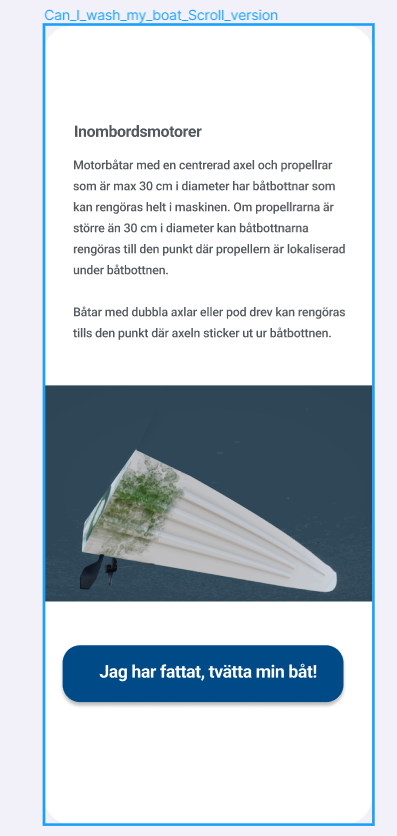 Can_I_wash_my_boat_Scroll_version
Inombordsmotorer
Motorbåtar med en centrerad axel och propellrar
som är max 30 cm i diameter har båtbottnar som
kan rengöras helt i maskinen. Om propellrarna är
större än 30 cm i diameter kan båtbottnarna
rengöras till den punkt där propellern är lokaliserad
under båtbottnen.
Båtar med dubbla axlar eller pod drev kan rengöras
tills den punkt där axeln sticker ut ur båtbottnen.
Jag har fattat, tvätta min båt!